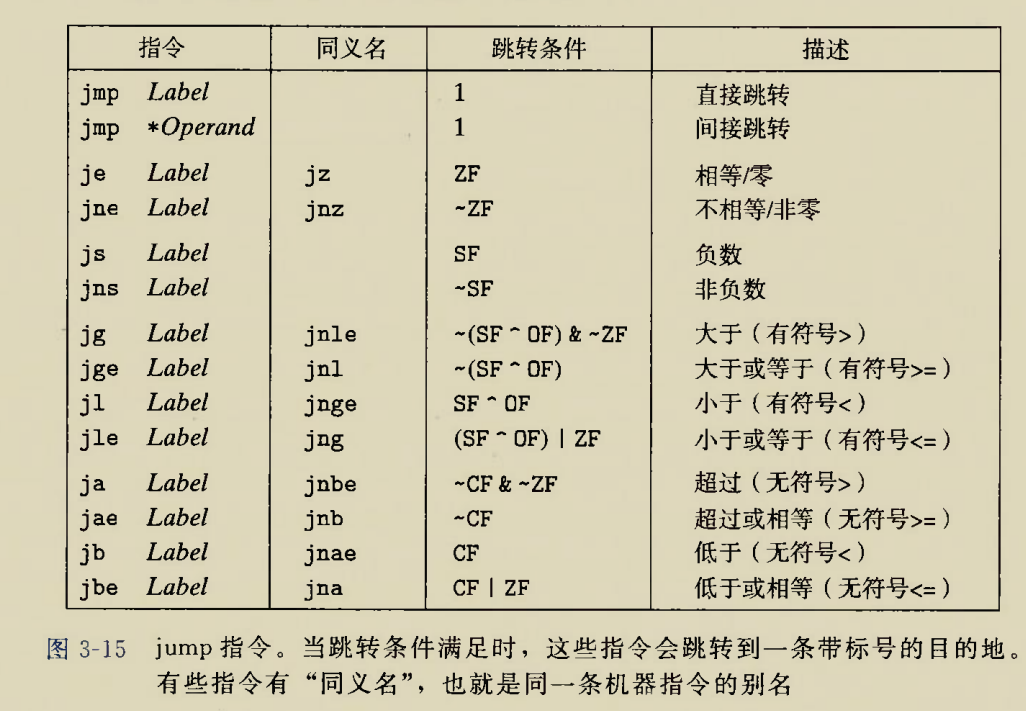 指令 同义名 跳转条件 描述
jmp Label 1 直接跳转
jmp *Operand 1 间接跳转
je Label jz ZF 相等/零
jne Label jnz ~ZF 不相等/非零
js Label SF 负数
jns Label ~SF 非负数
jg Label jnle ~(SF ^ OF) & ~ZF 大于（有符号>）
jge Label jnl ~(SF ^ OF) 大于或等于（有符号>=）
jl Label jnge SF ^ OF 小于（有符号<）
jle Label jng (SF ^ OF) | ZF 小于或等于（有符号<=）
ja Label jnbe ~CF & ~ZF 超过（无符号>）
jae Label jnb ~CF 超过或相等（无符号>=）
jb Label jnae CF 低于（无符号<）
jbe Label jna CF | ZF 低于或相等（无符号<=）
图 3-15 jump 指令。当跳转条件满足时，这些指令会跳转到一条带标号的目的地。
有些指令有“同义名”，也就是同一条机器指令的别名